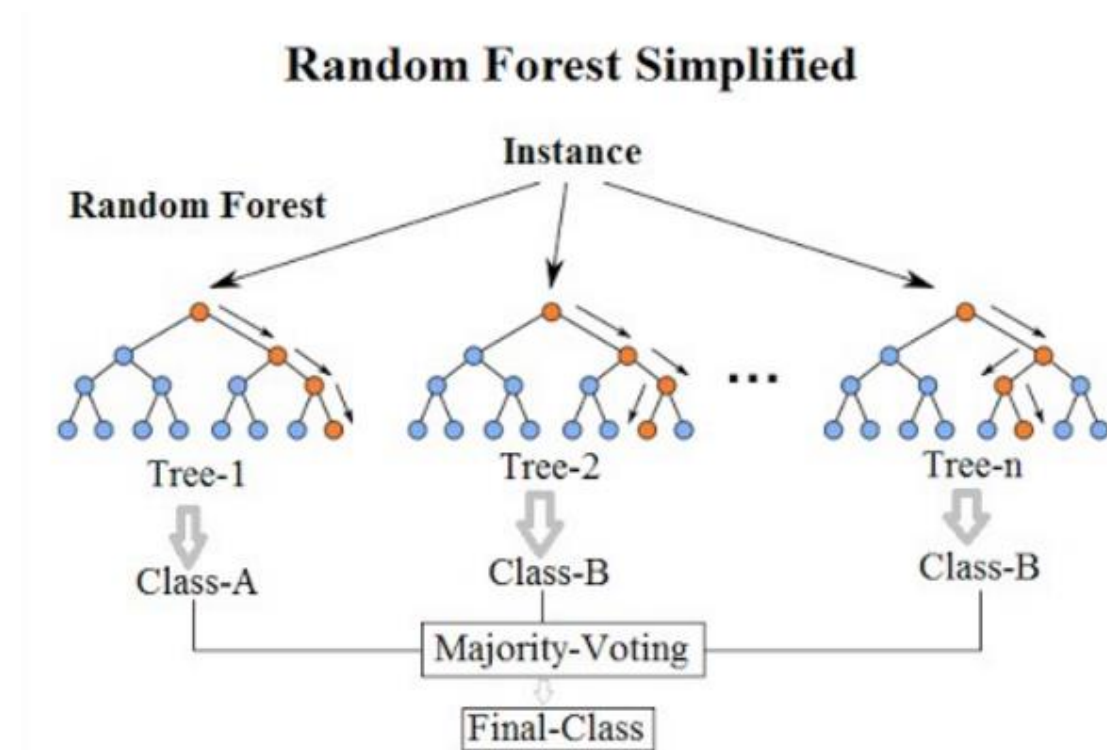 Random Forest Simplified
Instance
Random Forest
...
Tree-1
Tree-2
Tree-n
Class-A
Class-B
Class-B
Majority-Voting
Final-Class